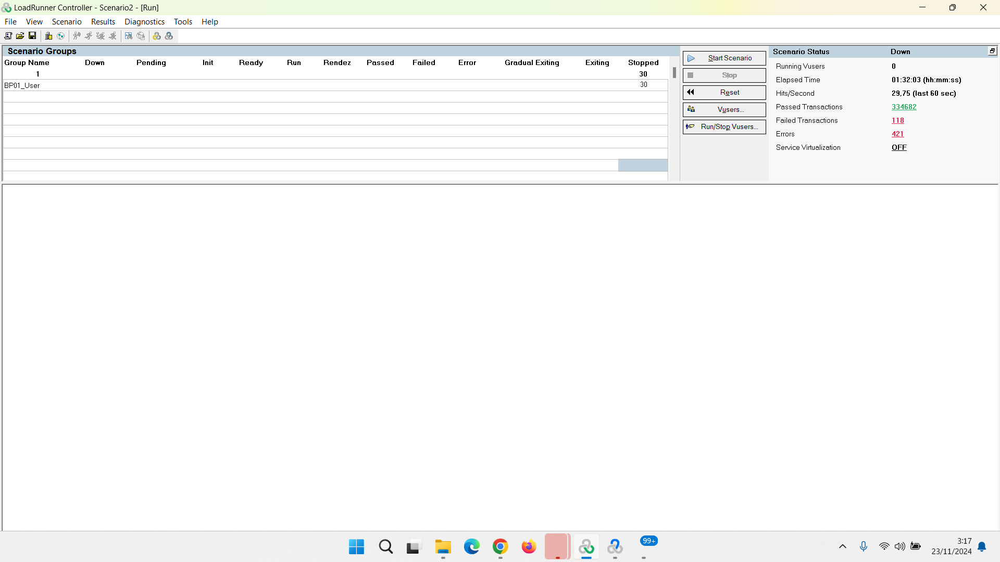 LoadRunner Controller - Scenario2 - [Run]
File View Scenario Results Diagnostics Tools Help
Scenario Groups
Group Name Down Pending Init Ready Run Rendez Passed Failed Error Gradual Exiting Exiting Stopped
1 30
BP01_User 30
Start Scenario
Stop
Reset
Vusers...
Run/Stop Vusers...
Scenario Status Down
Running Vusers 0
Elapsed Time 01:32:03 (hh:mm:ss)
Hits/Second 29,75 (last 60 sec)
Passed Transactions 334682
Failed Transactions 118
Errors 421
Service Virtualization OFF
99+
3:17
23/11/2024